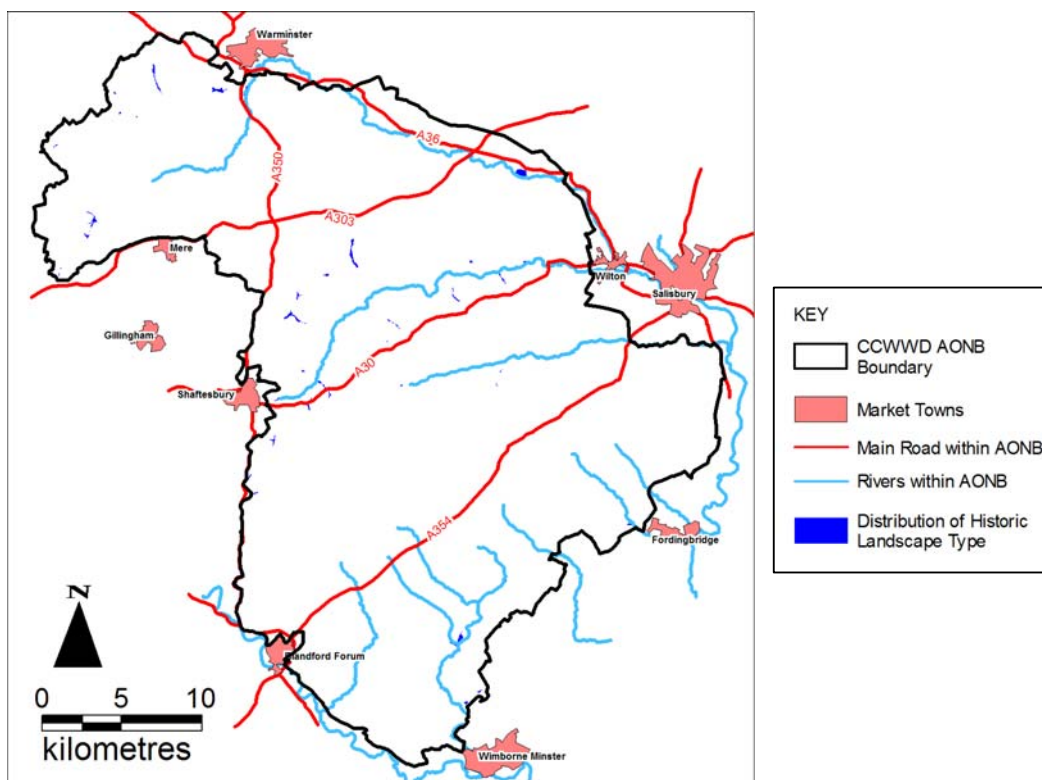 Warminster
A36
A350
A303
Mere
Wilton
Salisbury
Gillingham
A30
Shaftesbury
A354
Fordingbridge
Blandford Forum
Wimborne Minster
N
0 5 10
kilometres
KEY
CCWWD AONB
Boundary
Market Towns
Main Road within AONB
Rivers within AONB
Distribution of Historic
Landscape Type